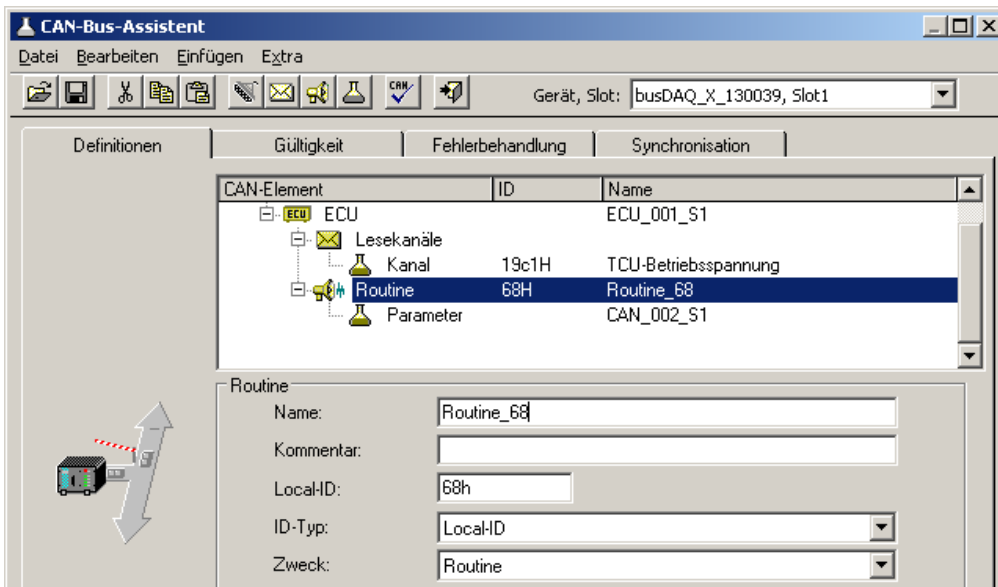 CAN-Bus-Assistent
Datei Bearbeiten Einfügen Extra
CAN Gerät, Slot: busDAQ_X_130039, Slot1
Definitionen Gültigkeit Fehlerbehandlung Synchronisation
CAN-Element ID Name
ECU ECU ECU_001_S1
Lesekanäle
Kanal 19c1H TCU-Betriebsspannung
Routine 68H Routine_68
Parameter CAN_002_S1
Routine
Name: Routine_68
Kommentar:
Local-ID: 68h
ID-Typ: Local-ID
Zweck: Routine